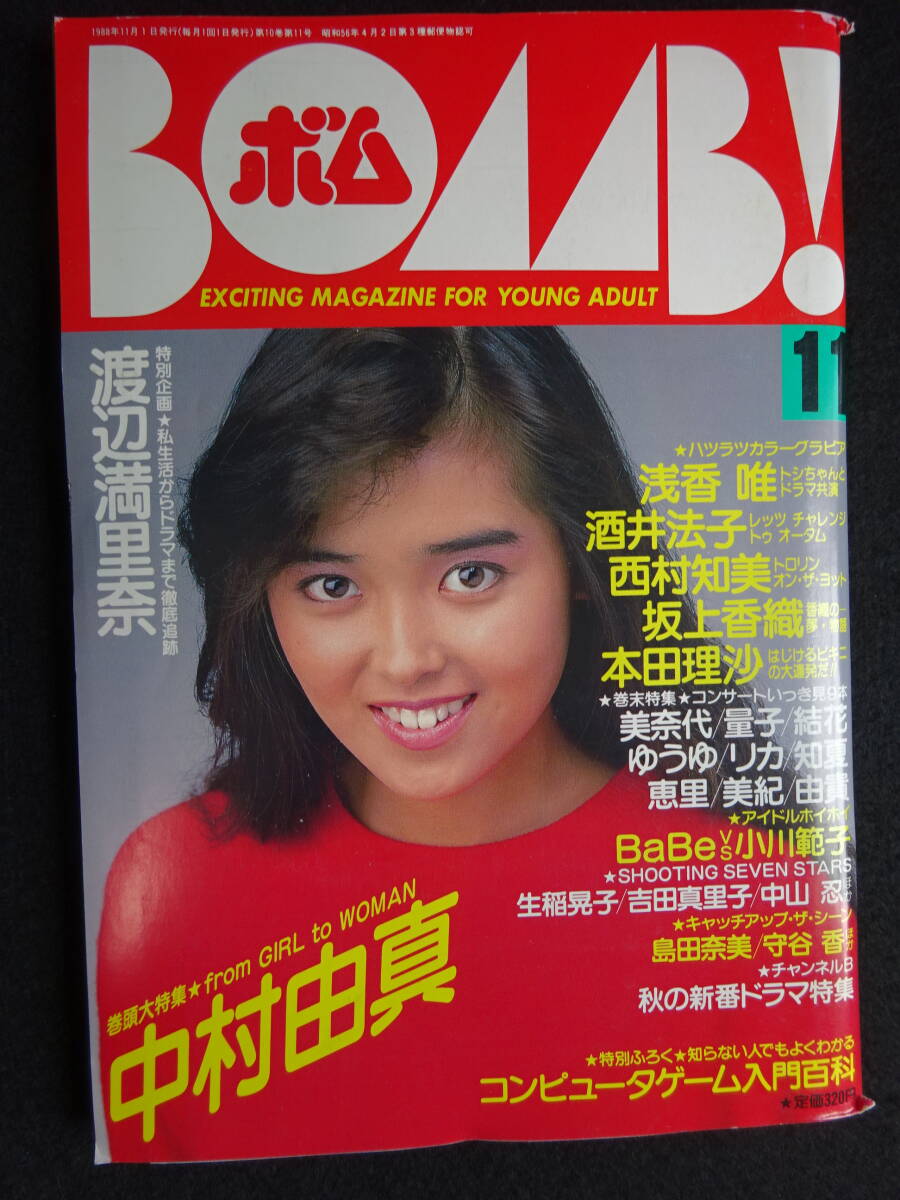 1988年11月1日発行(毎月1回1日発行)第10巻第11号 昭和56年4月2日第3種郵便物認可
BOMB!
ボム
EXCITING MAGAZINE FOR YOUNG ADULT
11
特別企画★私生活からドラマまで徹底追跡
渡辺満里奈
★ハツラツカラーグラビア
浅香 唯 トシちゃんと
ドラマ共演
酒井法子 レッツ チャレンジ
トゥ オータム
西村知美 トロリン
オン・ザ・ヨット
坂上香織 香織の
夢・物語
本田理沙 はじけるビキニ
の大連発だ!!
★巻末特集★コンサートいっき見9本
美奈代/量子/結花
ゆうゆ/リカ/知夏
恵里/美紀/由貴
★アイドルホイホイ
BaBe VS 小川範子
★SHOOTING SEVEN STARS
生稲晃子/吉田真里子/中山 忍 ほか
★キャッチアップ・ザ・シーン
島田奈美/守谷 香 ほか
★チャンネルB
秋の新番ドラマ特集
巻頭大特集★from GIRL to WOMAN
中村由真
★特別ふろく★知らない人でもよくわかる
コンピュータゲーム入門百科
★定価320円